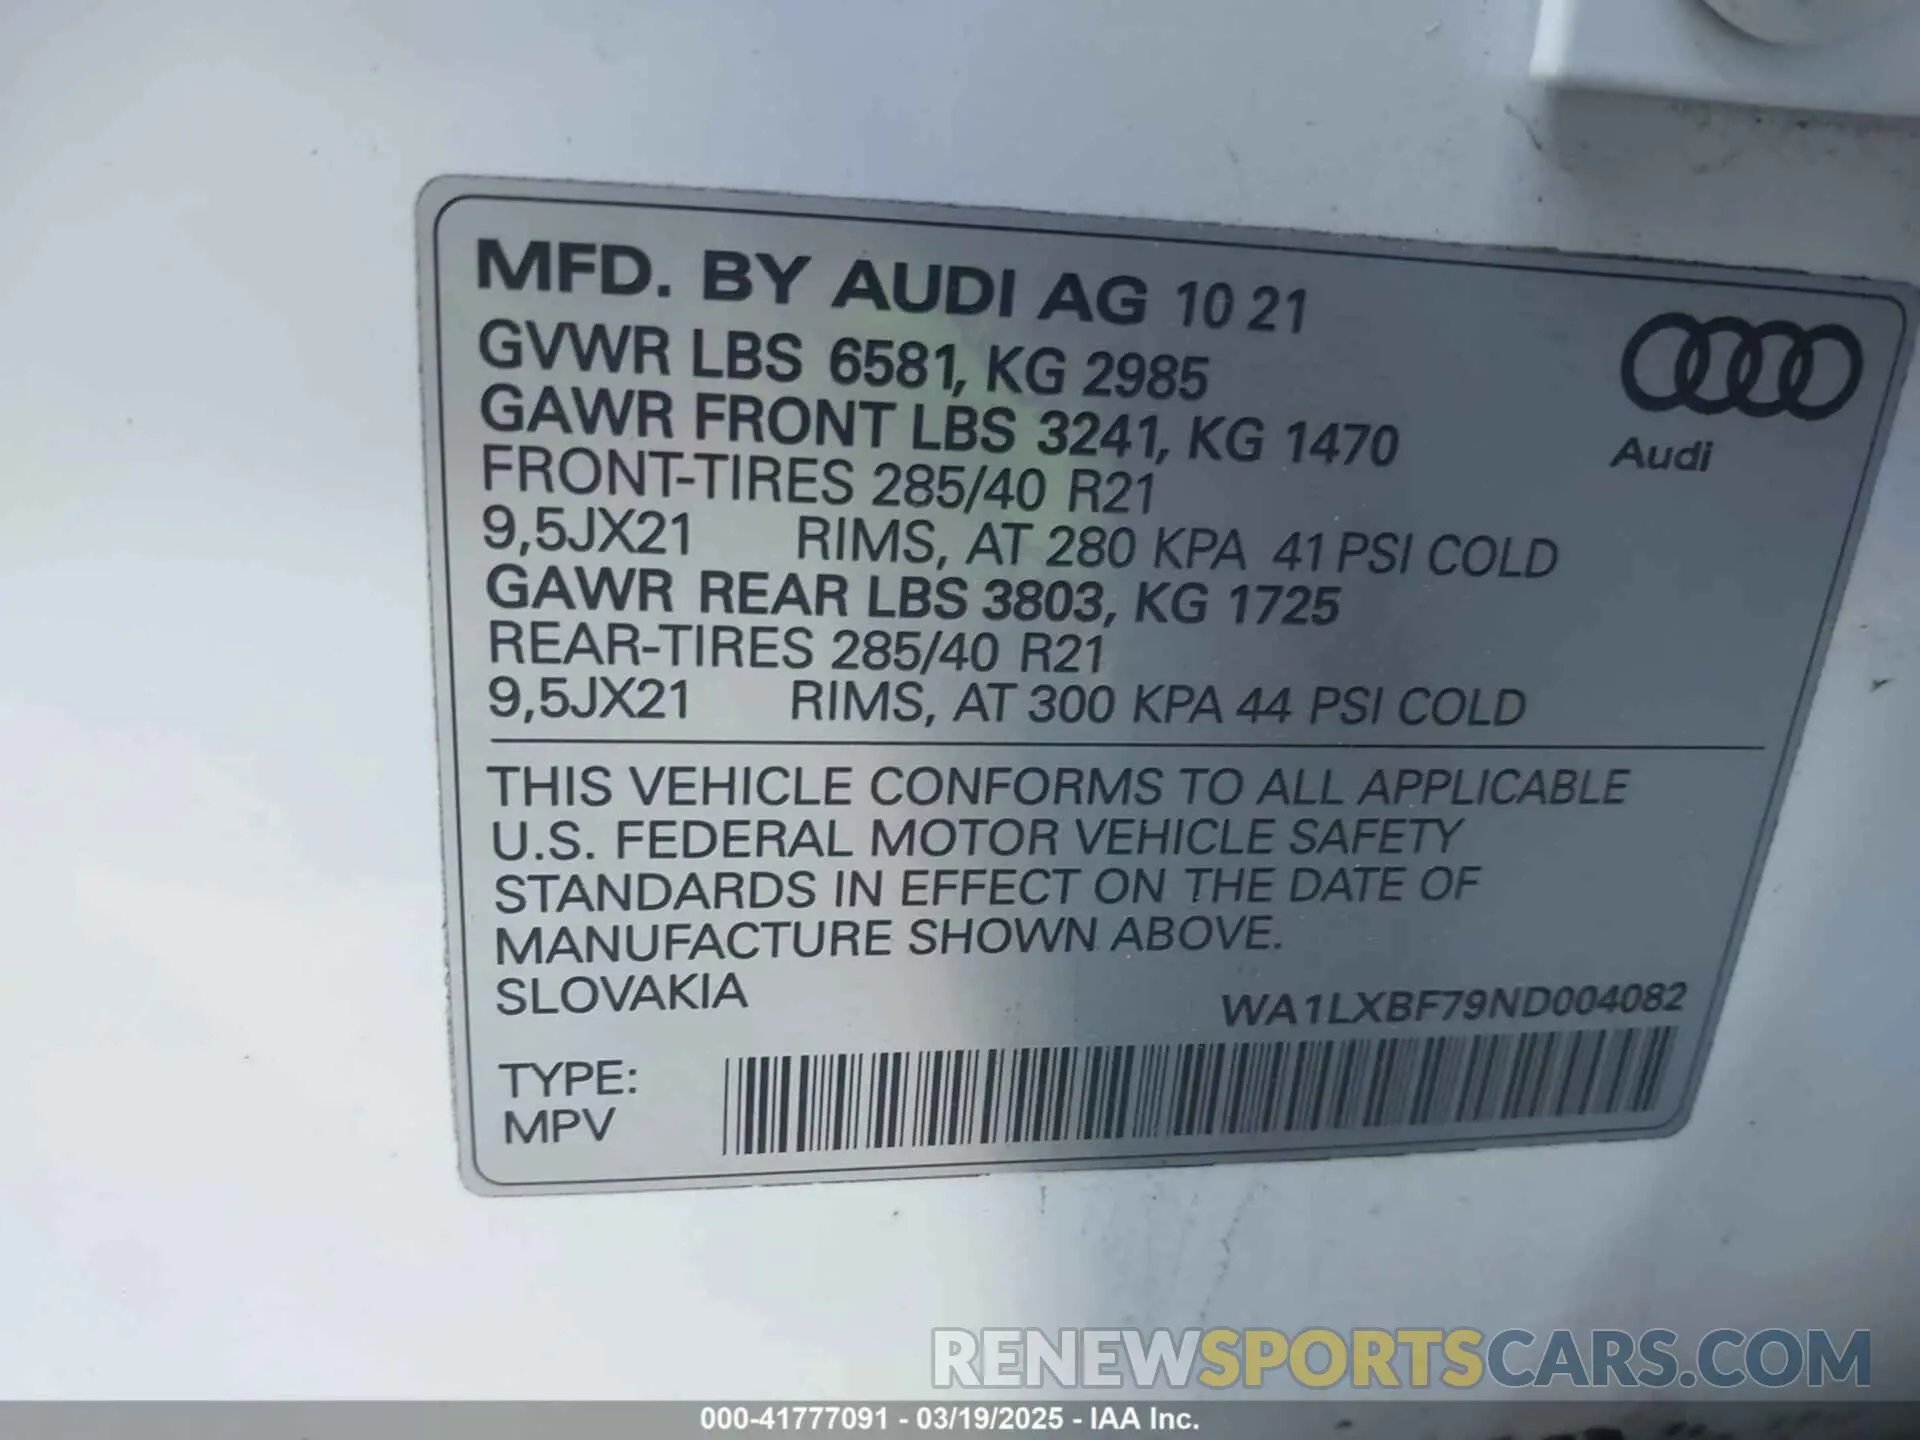 MFD. BY AUDI AG 10 21
GVWR LBS 6581, KG 2985
GAWR FRONT LBS 3241, KG 1470
FRONT-TIRES 285/40 R21
9,5JX21 RIMS, AT 280 KPA 41 PSI COLD
GAWR REAR LBS 3803, KG 1725
REAR-TIRES 285/40 R21
9,5JX21 RIMS, AT 300 KPA 44 PSI COLD
Audi
THIS VEHICLE CONFORMS TO ALL APPLICABLE
U.S. FEDERAL MOTOR VEHICLE SAFETY
STANDARDS IN EFFECT ON THE DATE OF
MANUFACTURE SHOWN ABOVE.
SLOVAKIA
WA1LXBF79ND004082
TYPE:
MPV
RENEWSPORTSCARS.COM
000-41777091 - 03/19/2025 - IAA Inc.